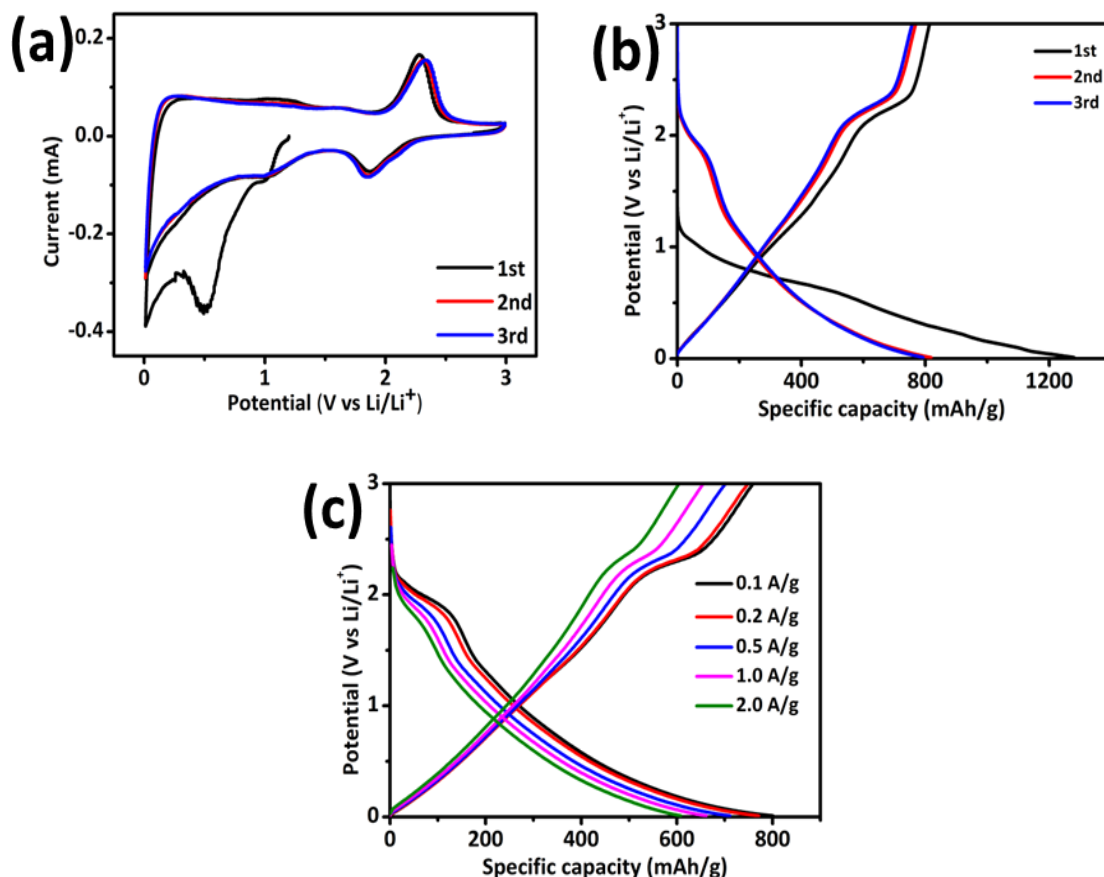 (a)
0.2
0.0
-0.2
-0.4
Current (mA)
1st
2nd
3rd
0
1
2
3
Potential (V vs Li/Li⁺)
(b)
3
2
1
0
Potential (V vs Li/Li⁺)
1st
2nd
3rd
0
400
800
1200
Specific capacity (mAh/g)
(c)
3
2
1
0
Potential (V vs Li/Li⁺)
0.1 A/g
0.2 A/g
0.5 A/g
1.0 A/g
2.0 A/g
0
200
400
600
800
Specific capacity (mAh/g)